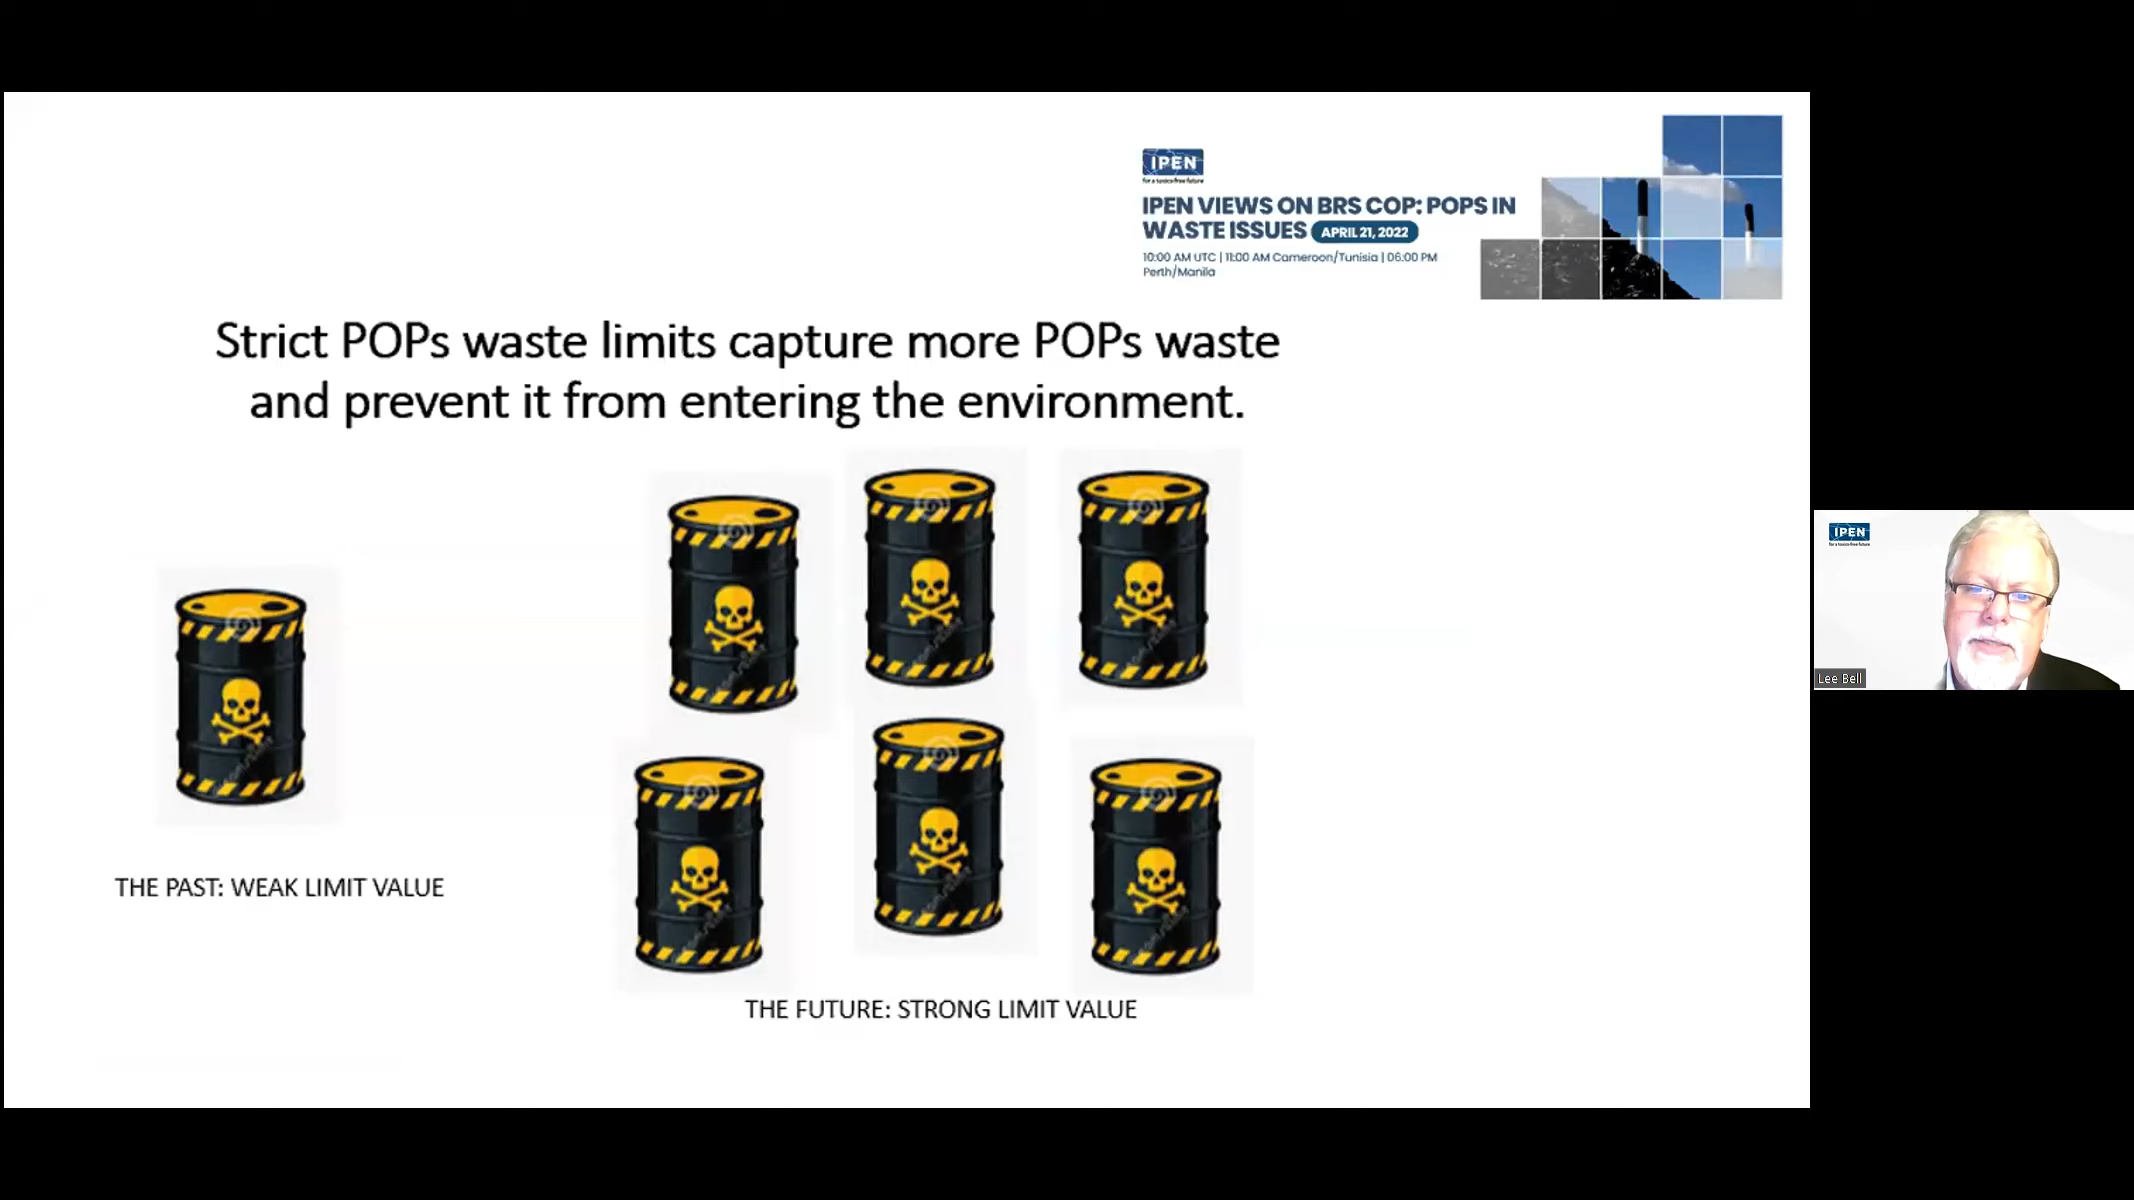 IPEN
for a toxics-free future
IPEN VIEWS ON BRS COP: POPS IN
WASTE ISSUES APRIL 21, 2022
10:00 AM UTC | 11:00 AM Cameroon/Tunisia | 06:00 PM
Perth/Manila
Strict POPs waste limits capture more POPs waste
and prevent it from entering the environment.
THE PAST: WEAK LIMIT VALUE
THE FUTURE: STRONG LIMIT VALUE
IPEN
for a toxics-free future
Lee Bell